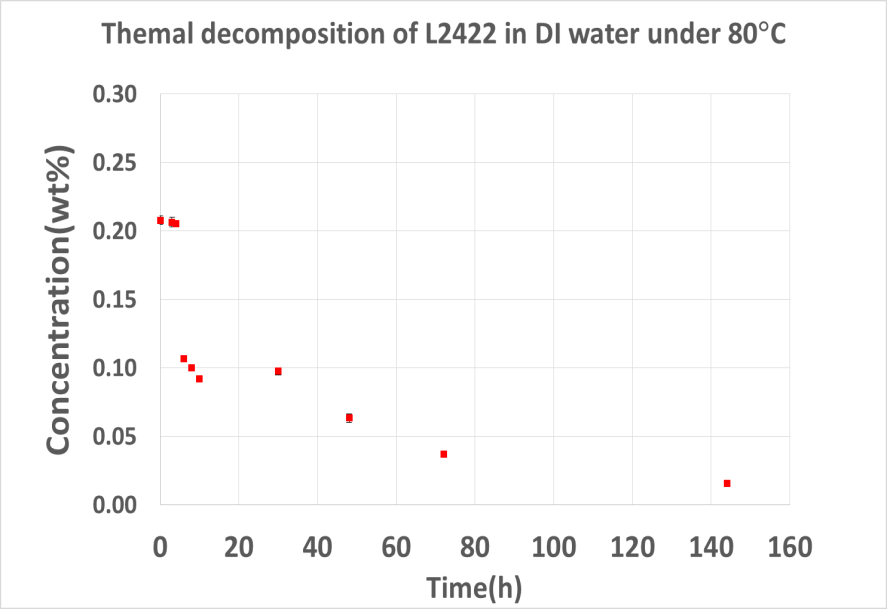 Themal decomposition of L2422 in DI water under 80°C
0.30
0.25
0.20
0.15
0.10
0.05
0.00
Concentration(wt%)
0 20 40 60 80 100 120 140 160
Time(h)